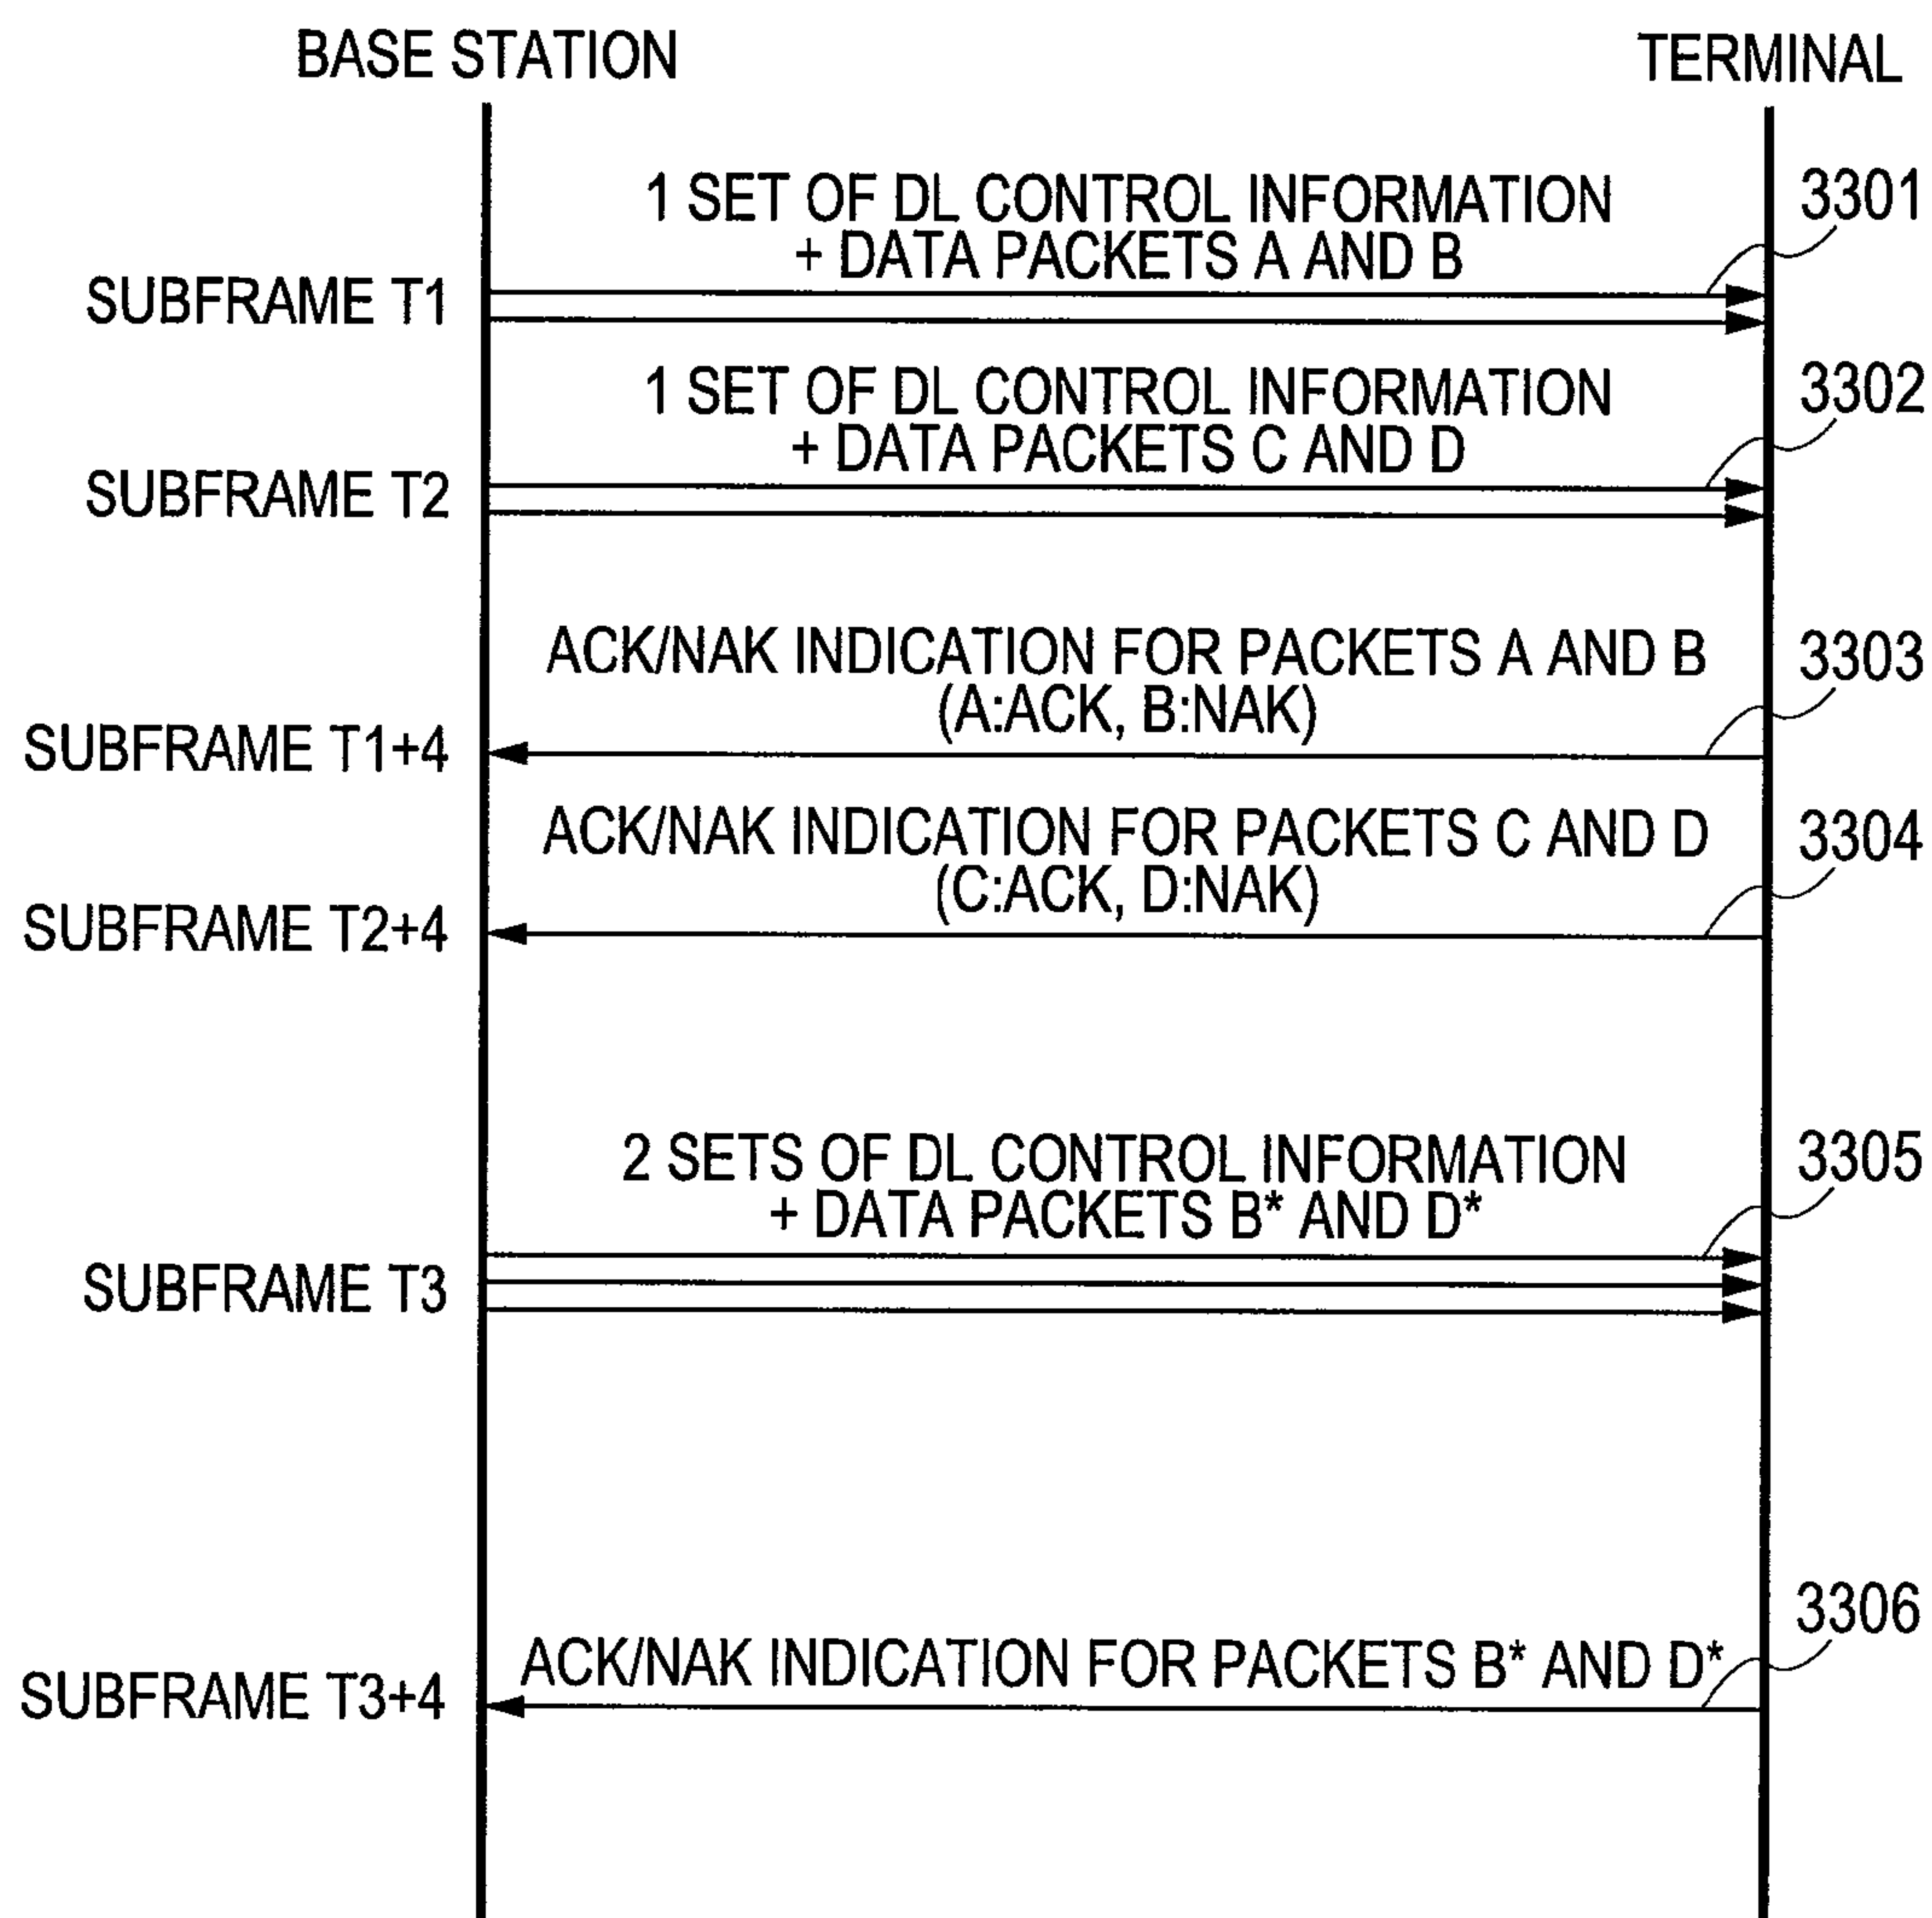 BASE STATION
TERMINAL
1 SET OF DL CONTROL INFORMATION
+ DATA PACKETS A AND B
3301
SUBFRAME T1
1 SET OF DL CONTROL INFORMATION
+ DATA PACKETS C AND D
3302
SUBFRAME T2
ACK/NAK INDICATION FOR PACKETS A AND B
(A:ACK, B:NAK)
3303
SUBFRAME T1+4
ACK/NAK INDICATION FOR PACKETS C AND D
(C:ACK, D:NAK)
3304
SUBFRAME T2+4
2 SETS OF DL CONTROL INFORMATION
+ DATA PACKETS B* AND D*
3305
SUBFRAME T3
3306
ACK/NAK INDICATION FOR PACKETS B* AND D*
SUBFRAME T3+4